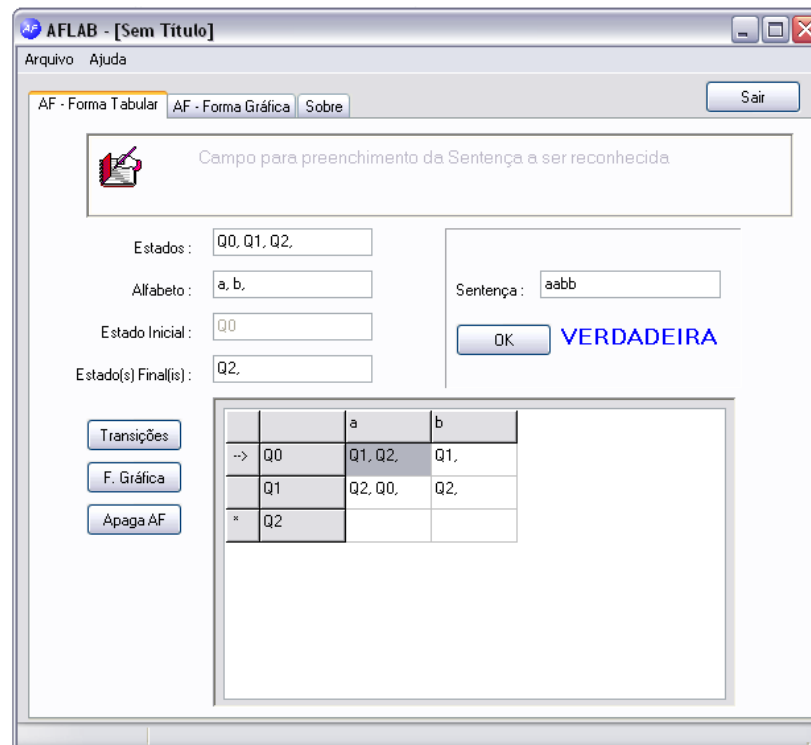 AF AFLAB - [Sem Título]
Arquivo Ajuda
AF - Forma Tabular AF - Forma Gráfica Sobre
Sair
Campo para preenchimento da Sentença a ser reconhecida
Estados : Q0, Q1, Q2,
Alfabeto : a, b,
Estado Inicial : Q0
Estado(s) Final(is) : Q2,
Sentença : aabb
OK VERDADEIRA
Transições
F. Gráfica
Apaga AF
a b
--> Q0 Q1, Q2, Q1,
Q1 Q2, Q0, Q2,
* Q2